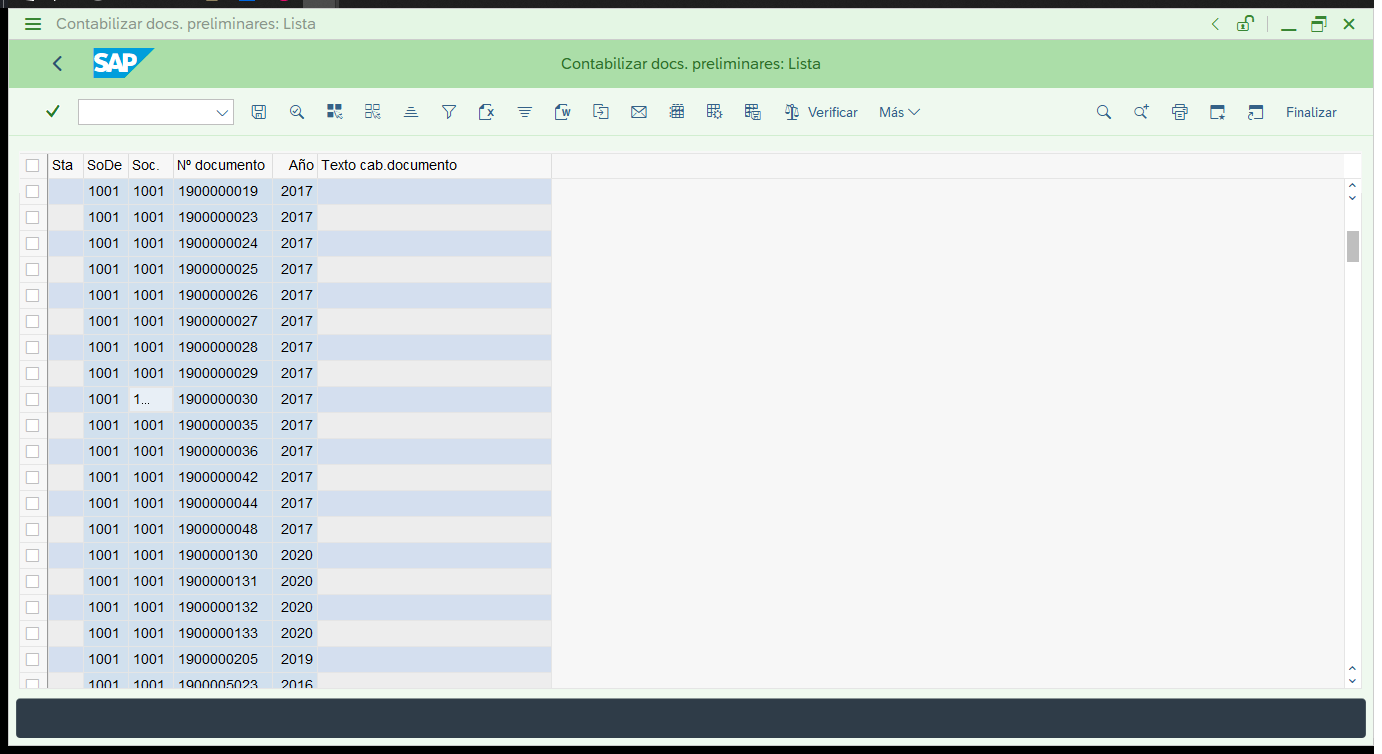 Contabilizar docs. preliminares: Lista
SAP Contabilizar docs. preliminares: Lista
Verificar Más Finalizar
Sta SoDe Soc. Nº documento Año Texto cab.documento
1001 1001 1900000019 2017
1001 1001 1900000023 2017
1001 1001 1900000024 2017
1001 1001 1900000025 2017
1001 1001 1900000026 2017
1001 1001 1900000027 2017
1001 1001 1900000028 2017
1001 1001 1900000029 2017
1001 1... 1900000030 2017
1001 1001 1900000035 2017
1001 1001 1900000036 2017
1001 1001 1900000042 2017
1001 1001 1900000044 2017
1001 1001 1900000048 2017
1001 1001 1900000130 2020
1001 1001 1900000131 2020
1001 1001 1900000132 2020
1001 1001 1900000133 2020
1001 1001 1900000205 2019
1001 1001 1900005023 2016